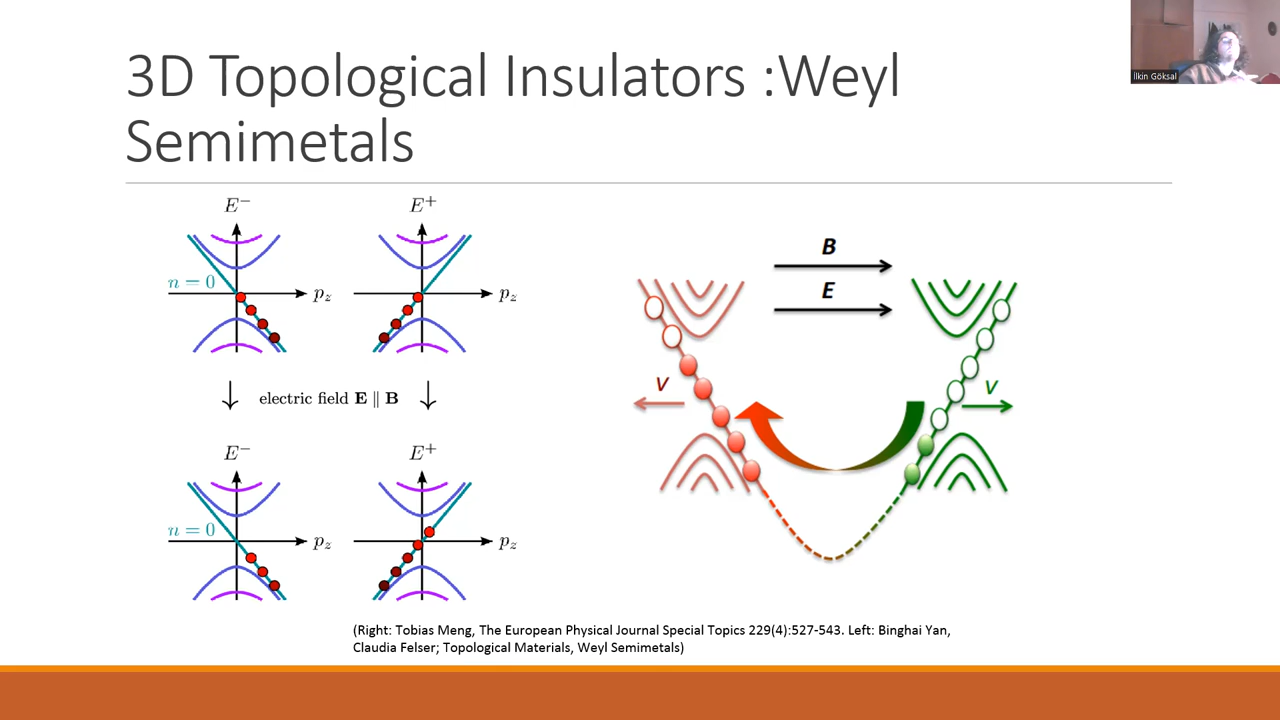 3D Topological Insulators :Weyl
Semimetals
İlkin Göksal
E⁻
E⁺
n = 0
p_z
p_z
electric field E ∥ B
E⁻
E⁺
n = 0
p_z
p_z
B
E
V
V
(Right: Tobias Meng, The European Physical Journal Special Topics 229(4):527-543. Left: Binghai Yan,
Claudia Felser; Topological Materials, Weyl Semimetals)